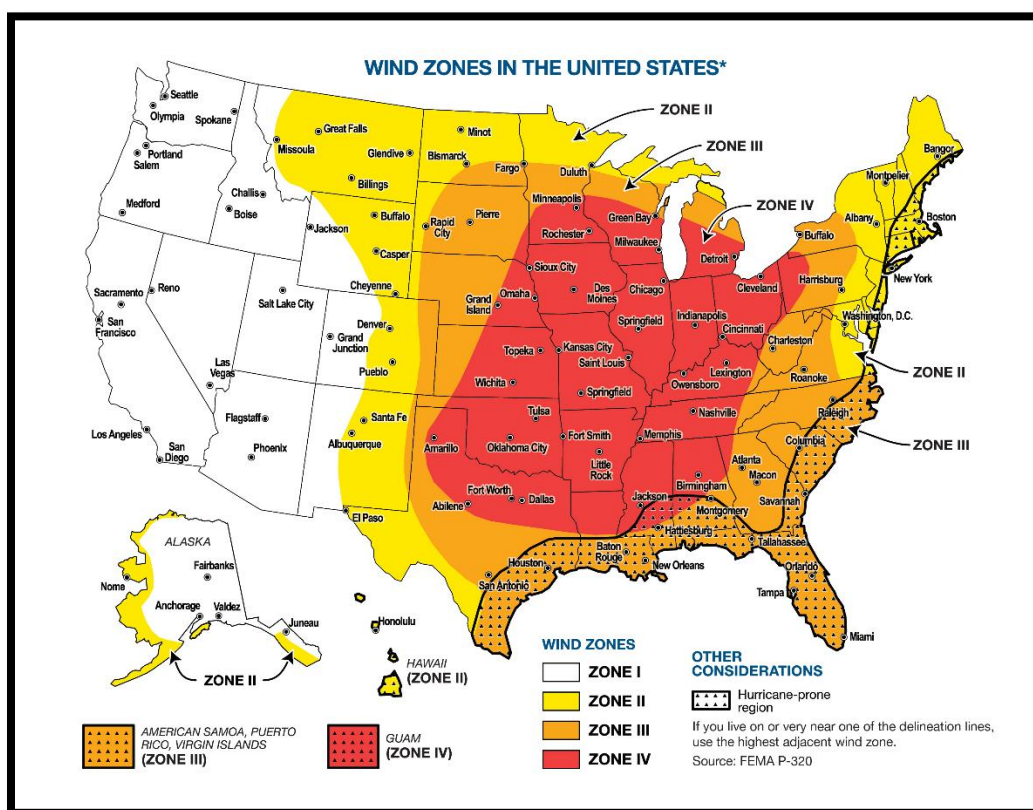 WIND ZONES IN THE UNITED STATES*
ZONE II
ZONE III
ZONE IV
Seattle
Olympia
Spokane
Portland
Salem
Medford
Missoula
Great Falls
Glendive
Billings
Challis
Boise
Jackson
Buffalo
Casper
Cheyenne
Minot
Bismarck
Fargo
Duluth
Minneapolis
Rapid
City
Pierre
Rochester
Green Bay
Milwaukee
Detroit
Buffalo
Albany
Montpelier
Bangor
Boston
New York
Harrisburg
Washington, D.C.
Sioux City
Omaha
Des
Moines
Chicago
Cleveland
Grand
Island
Reno
Sacramento
San
Francisco
Salt Lake City
Denver
Grand
Junction
Pueblo
Las
Vegas
Los Angeles
San
Diego
Flagstaff
Phoenix
Santa Fe
Albuquerque
El Paso
Topeka
Kansas City
Wichita
Springfield
Saint Louis
Springfield
Indianapolis
Cincinnati
Lexington
Owensboro
Charleston
Roanoke
ZONE II
Raleigh
ZONE III
Columbia
Nashville
Memphis
Tulsa
Oklahoma City
Fort Smith
Amarillo
Little
Rock
Fort Worth
Dallas
Abilene
Atlanta
Macon
Birmingham
Savannah
Jackson
Montgomery
Hattiesburg
Tallahassee
Baton
Rouge
New Orleans
Houston
San Antonio
Orlando
Tampa
Miami
ALASKA
Fairbanks
Nome
Anchorage
Valdez
Juneau
ZONE II
Honolulu
HAWAII
(ZONE II)
AMERICAN SAMOA, PUERTO
RICO, VIRGIN ISLANDS
(ZONE III)
GUAM
(ZONE IV)
WIND ZONES
ZONE I
ZONE II
ZONE III
ZONE IV
OTHER
CONSIDERATIONS
Hurricane-prone
region
If you live on or very near one of the delineation lines,
use the highest adjacent wind zone.
Source: FEMA P-320